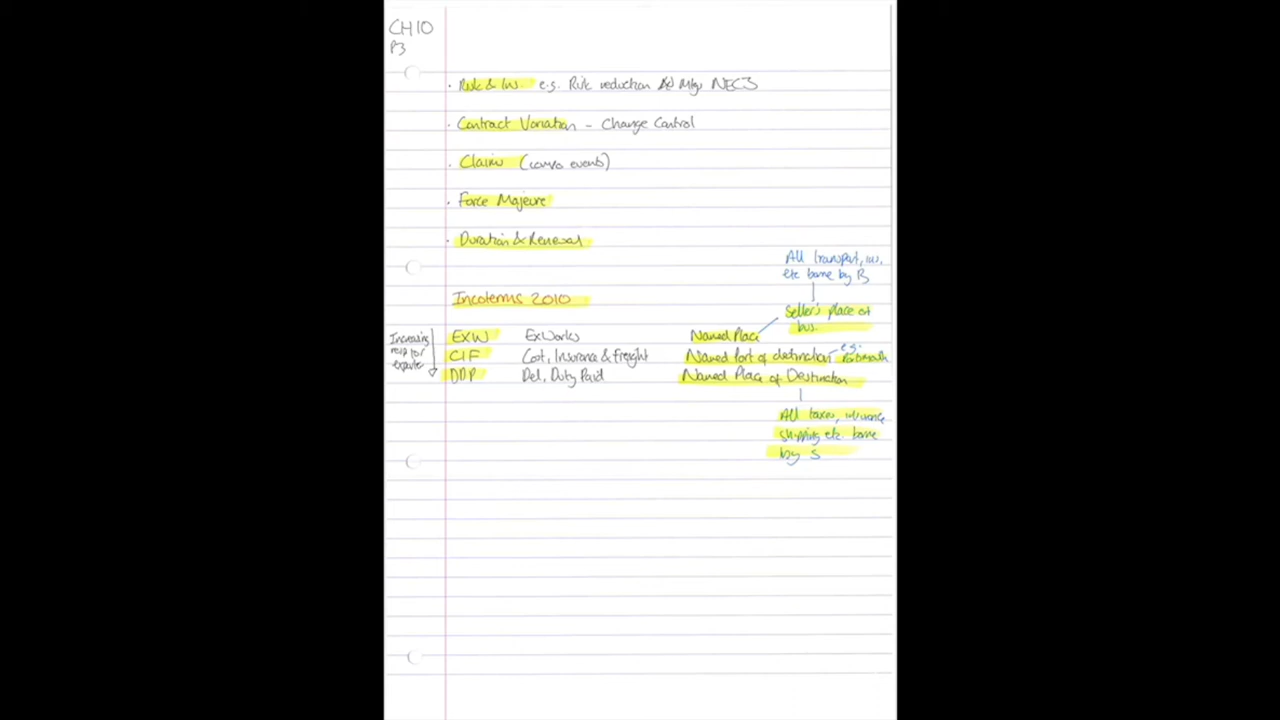 CH10
P3
· Risk & Ins. e.g. Risk reduction Mtgs NEC3
· Contract Variation - Change Control
· Claims (comp events)
· Force Majeure
· Duration & Renewal
All transport, ins,
etc borne by B
Incoterms 2010
Seller's place of
bus.
Increasing
resp for
exporter
EXW ExWorks Named Place
CIF Cost, Insurance & Freight Named Port of destination e.g. Portsmouth
DDP Del, Duty Paid Named Place of Destination
All taxes, insurance
shipping etc. borne
by S